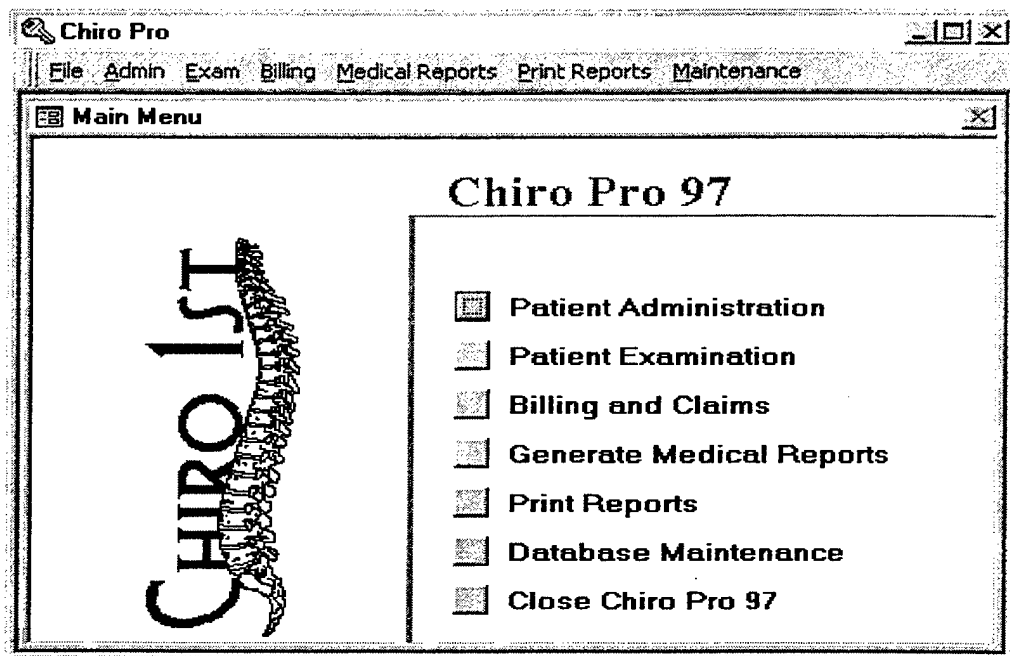 Chiro Pro
File Admin Exam Billing Medical Reports Print Reports Maintenance
Main Menu
Chiro Pro 97
CHIRO 1ST
Patient Administration
Patient Examination
Billing and Claims
Generate Medical Reports
Print Reports
Database Maintenance
Close Chiro Pro 97